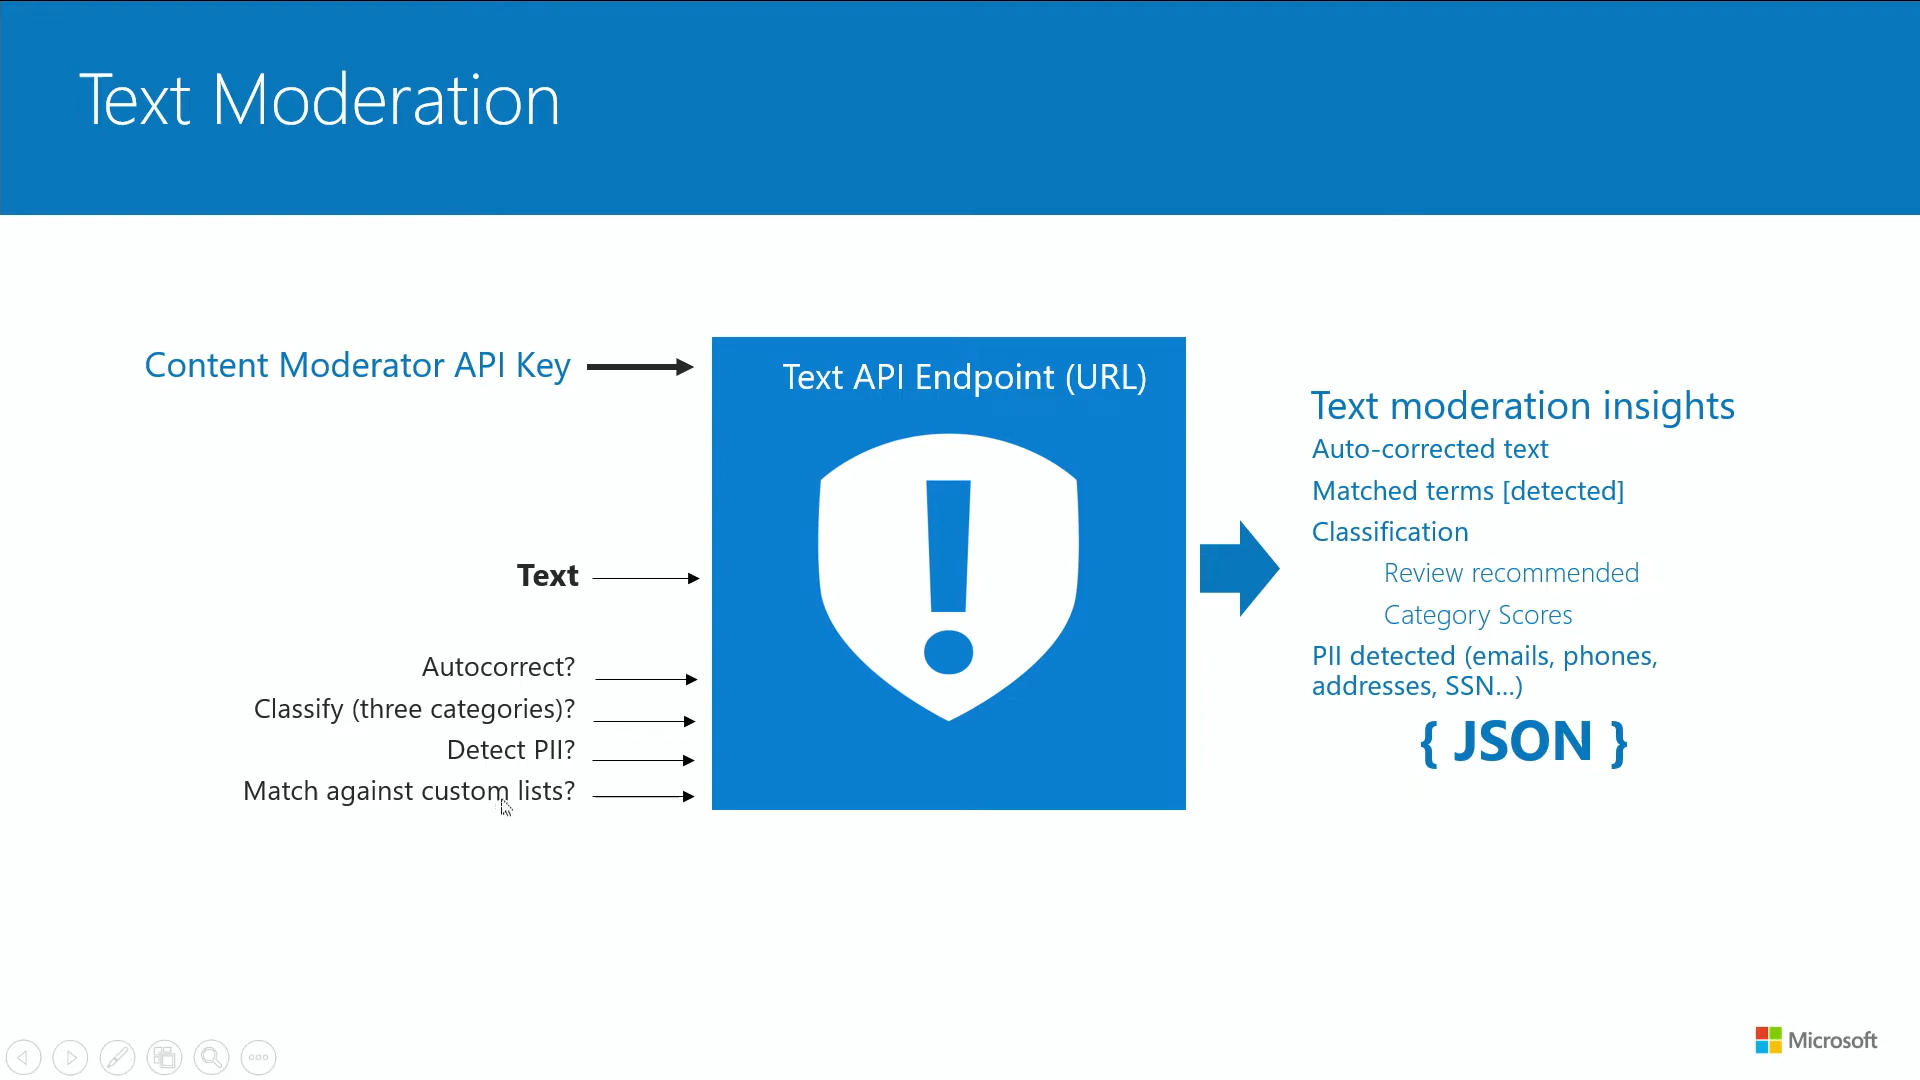 Text Moderation
Content Moderator API Key
Text
Autocorrect?
Classify (three categories)?
Detect PII?
Match against custom lists?
Text API Endpoint (URL)
Text moderation insights
Auto-corrected text
Matched terms [detected]
Classification
Review recommended
Category Scores
PII detected (emails, phones,
addresses, SSN...)
{ JSON }
Microsoft